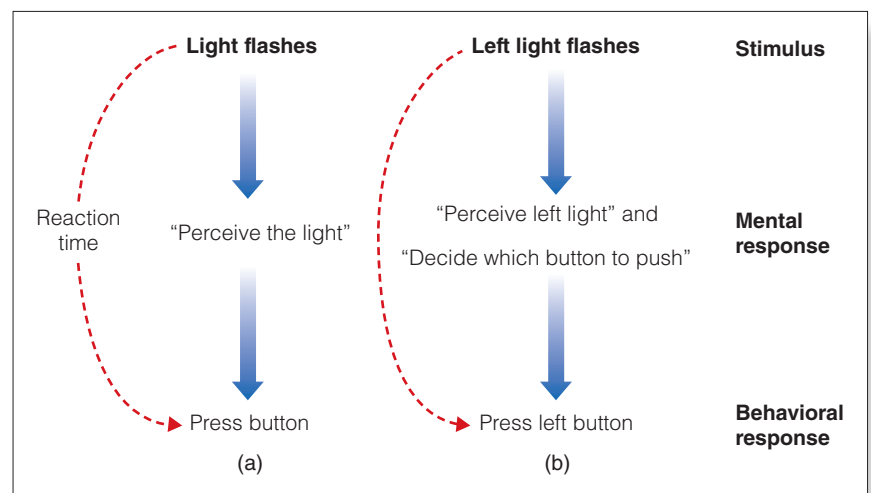 Light flashes
Left light flashes
Stimulus
Reaction
time
“Perceive the light”
“Perceive left light” and
“Decide which button to push”
Mental
response
Press button
Press left button
Behavioral
response
(a)
(b)